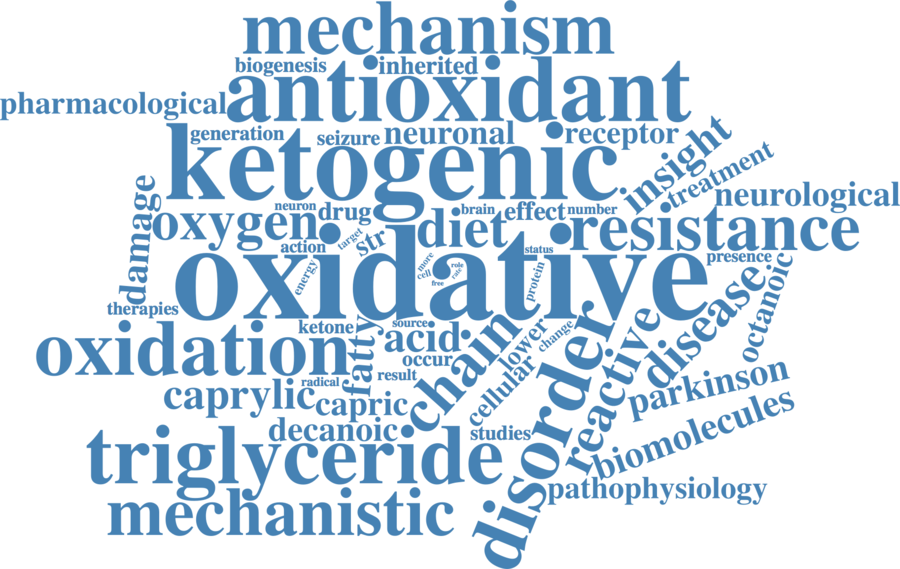 mechanism
biogenesis inherited
antioxidant
pharmacological
generation seizure neuronal receptor
ketogenic
insight
treatment
neurological
damage
neuron drug brain effect number
oxygen
str
diet
resistance
action target
status
presence
oxidative
energy
more
cell
free
role
rate
protein
octanoic
therapies
ketone source
oxidation
fatty
acid
chain
lower
change
disorder
reactive
disease
occur
radical result
cellular
caprylic
capric
parkinson
decanoic
studies
biomolecules
triglyceride
pathophysiology
mechanistic